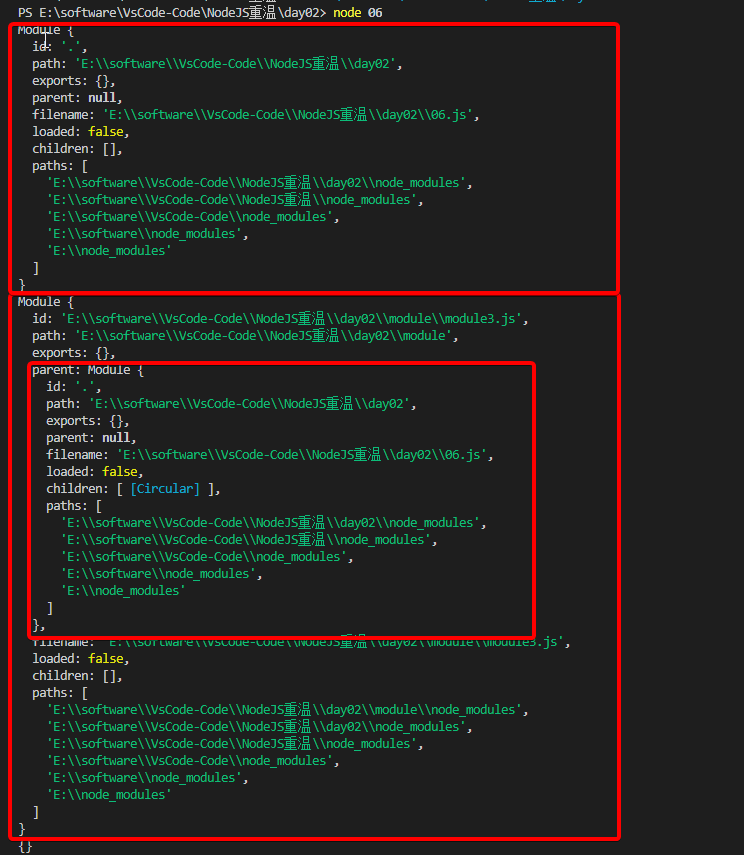 PS E:\software\VsCode-Code\NodeJS重温\day02> node 06
Module {
  id: '.',
  path: 'E:\\software\\VsCode-Code\\NodeJS重温\\day02',
  exports: {},
  parent: null,
  filename: 'E:\\software\\VsCode-Code\\NodeJS重温\\day02\\06.js',
  loaded: false,
  children: [],
  paths: [
    'E:\\software\\VsCode-Code\\NodeJS重温\\day02\\node_modules',
    'E:\\software\\VsCode-Code\\NodeJS重温\\node_modules',
    'E:\\software\\VsCode-Code\\node_modules',
    'E:\\software\\node_modules',
    'E:\\node_modules'
  ]
}
Module {
  id: 'E:\\software\\VsCode-Code\\NodeJS重温\\day02\\module\\module3.js',
  path: 'E:\\software\\VsCode-Code\\NodeJS重温\\day02\\module',
  exports: {},
  parent: Module {
    id: '.',
    path: 'E:\\software\\VsCode-Code\\NodeJS重温\\day02',
    exports: {},
    parent: null,
    filename: 'E:\\software\\VsCode-Code\\NodeJS重温\\day02\\06.js',
    loaded: false,
    children: [ [Circular] ],
    paths: [
      'E:\\software\\VsCode-Code\\NodeJS重温\\day02\\node_modules',
      'E:\\software\\VsCode-Code\\NodeJS重温\\node_modules',
      'E:\\software\\VsCode-Code\\node_modules',
      'E:\\software\\node_modules',
      'E:\\node_modules'
    ]
  },
  filename: 'E:\\software\\VsCode-Code\\NodeJS重温\\day02\\module\\module3.js',
  loaded: false,
  children: [],
  paths: [
    'E:\\software\\VsCode-Code\\NodeJS重温\\day02\\module\\node_modules',
    'E:\\software\\VsCode-Code\\NodeJS重温\\day02\\node_modules',
    'E:\\software\\VsCode-Code\\NodeJS重温\\node_modules',
    'E:\\software\\VsCode-Code\\node_modules',
    'E:\\software\\node_modules',
    'E:\\node_modules'
  ]
}
{}